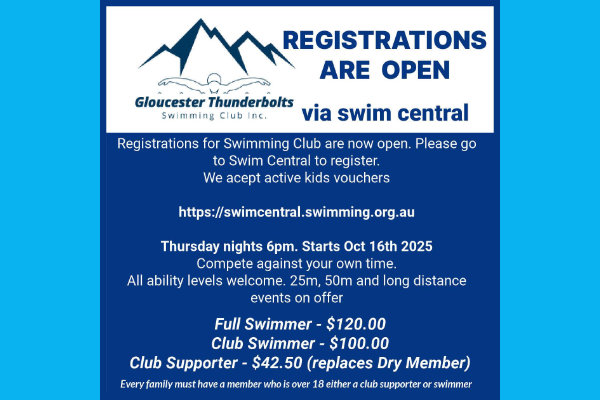 REGISTRATIONS
ARE OPEN
via swim central
Gloucester Thunderbolts
Swimming Club Inc.
Registrations for Swimming Club are now open. Please go
to Swim Central to register.
We acept active kids vouchers
https://swimcentral.swimming.org.au
Thursday nights 6pm. Starts Oct 16th 2025
Compete against your own time.
All ability levels welcome. 25m, 50m and long distance
events on offer
Full Swimmer - $120.00
Club Swimmer - $100.00
Club Supporter - $42.50 (replaces Dry Member)
Every family must have a member who is over 18 either a club supporter or swimmer